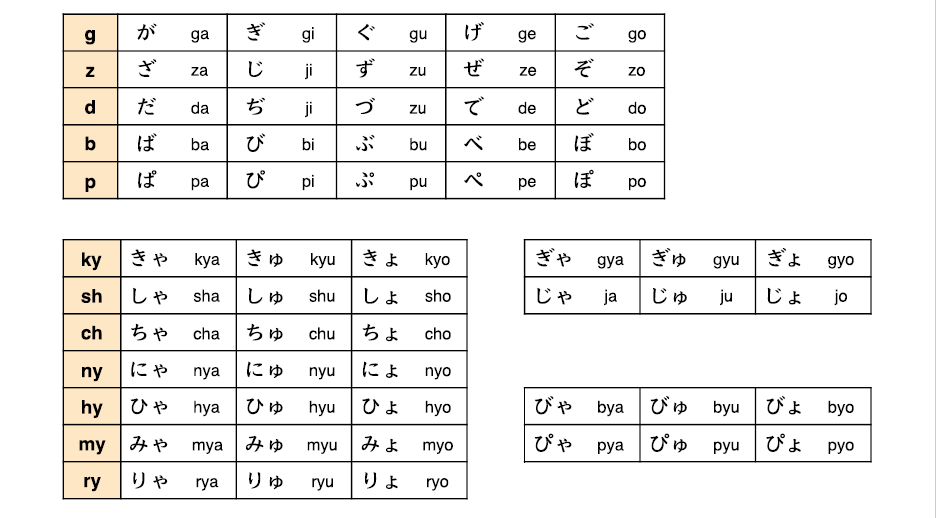 g が ga ぎ gi ぐ gu げ ge ご go
z ざ za じ ji ず zu ぜ ze ぞ zo
d だ da ぢ ji づ zu で de ど do
b ば ba び bi ぶ bu べ be ぼ bo
p ぱ pa ぴ pi ぷ pu ぺ pe ぽ po
ky きゃ kya きゅ kyu きょ kyo
sh しゃ sha しゅ shu しょ sho
ch ちゃ cha ちゅ chu ちょ cho
ny にゃ nya にゅ nyu にょ nyo
hy ひゃ hya ひゅ hyu ひょ hyo
my みゃ mya みゅ myu みょ myo
ry りゃ rya りゅ ryu りょ ryo
ぎゃ gya ぎゅ gyu ぎょ gyo
じゃ ja じゅ ju じょ jo
びゃ bya びゅ byu びょ byo
ぴゃ pya ぴゅ pyu ぴょ pyo